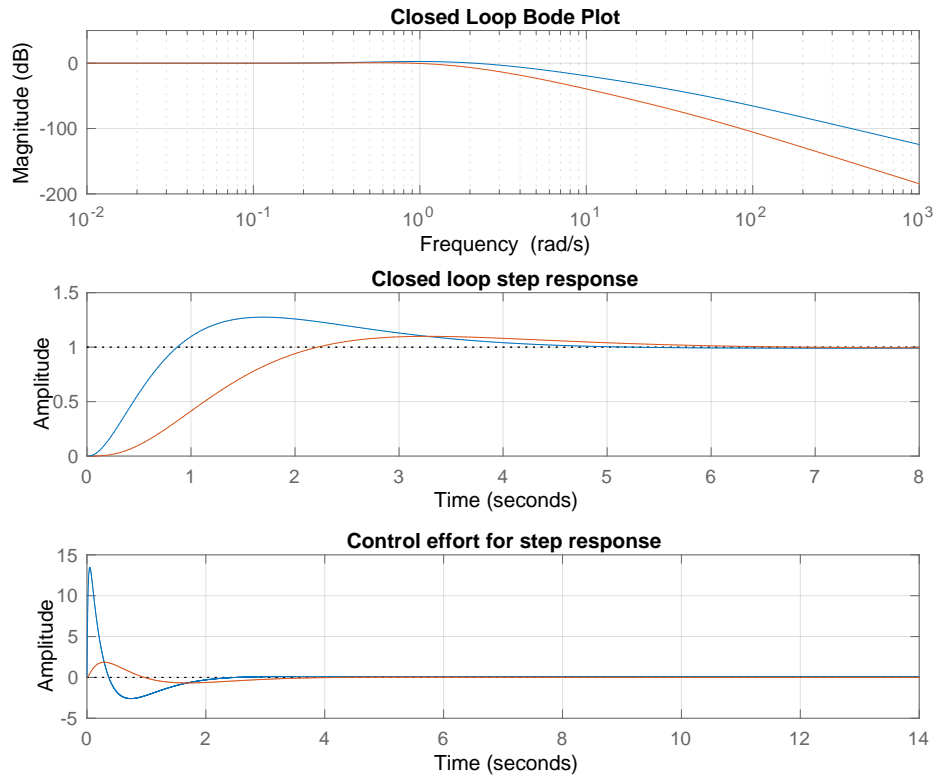 Closed Loop Bode Plot
Magnitude (dB)
0
-100
-200
10^-2 10^-1 10^0 10^1 10^2 10^3
Frequency (rad/s)
Closed loop step response
Amplitude
1.5
1
0.5
0
0 1 2 3 4 5 6 7 8
Time (seconds)
Control effort for step response
Amplitude
15
10
5
0
-5
0 2 4 6 8 10 12 14
Time (seconds)